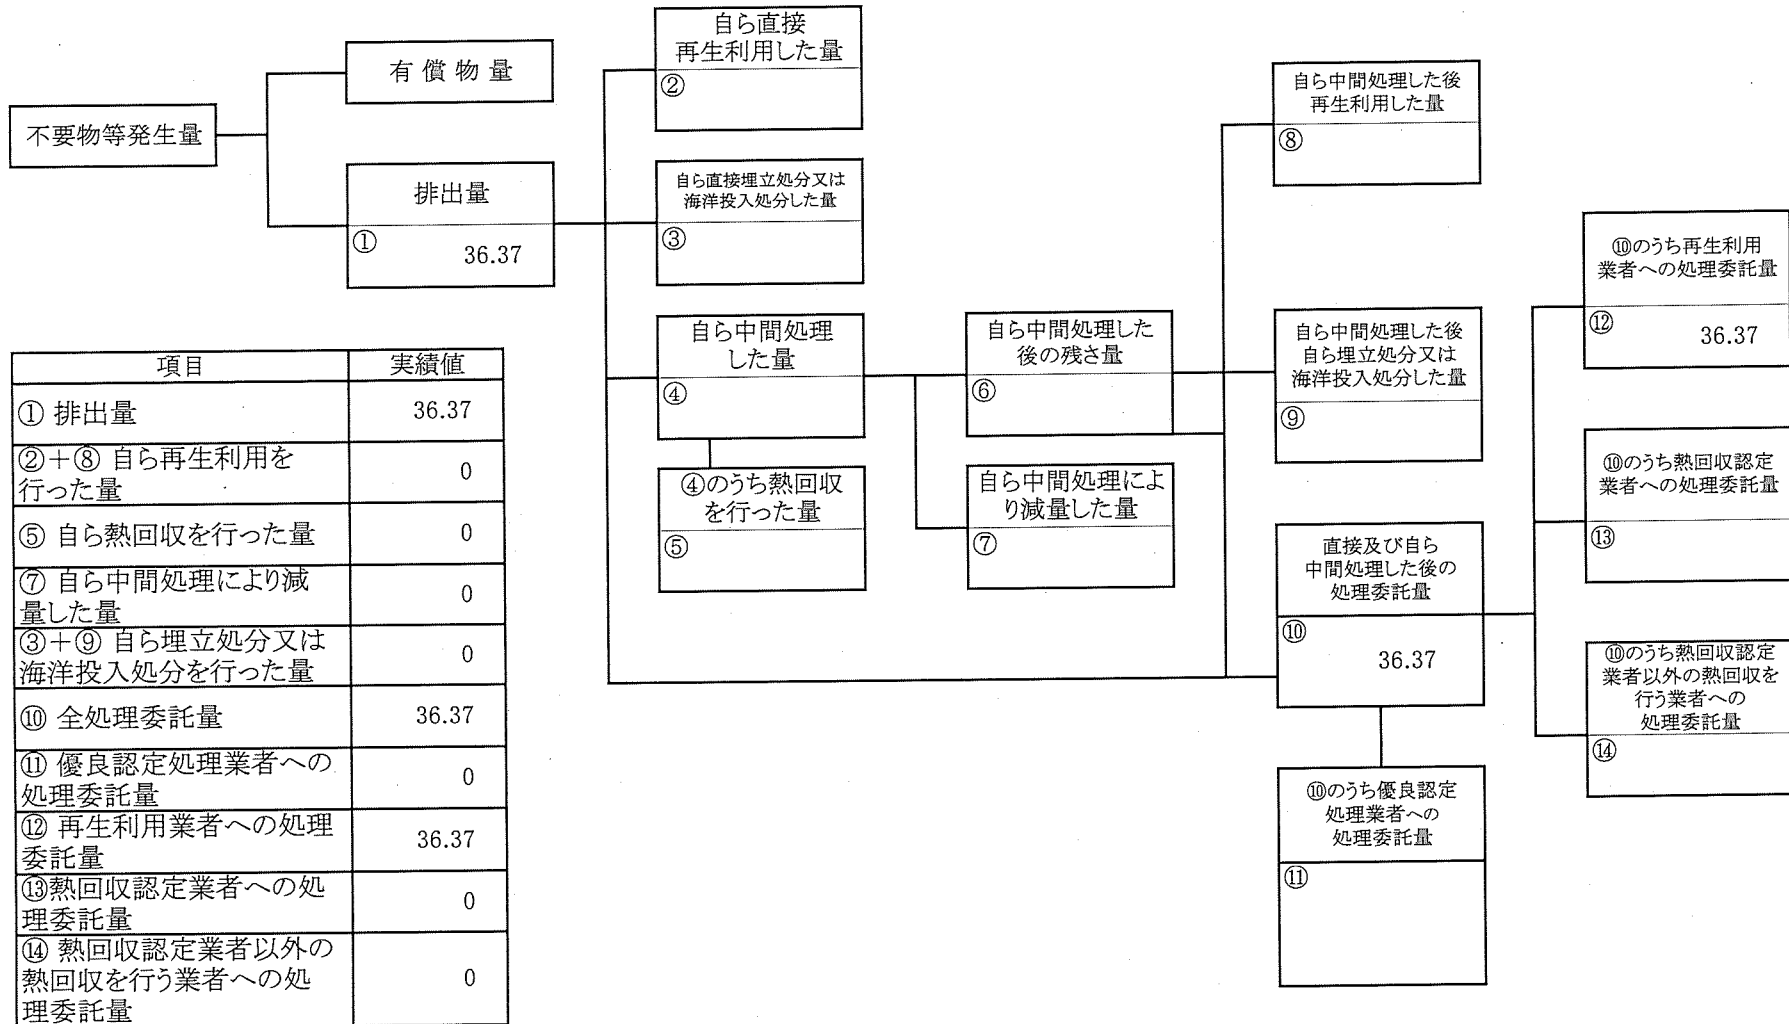 不要物等発生量
有償物量
排出量
①
36.37
自ら直接
再生利用した量
②
自ら直接埋立処分又は
海洋投入処分した量
③
自ら中間処理
した量
④
④のうち熱回収
を行った量
⑤
自ら中間処理した
後の残さ量
⑥
自ら中間処理によ
り減量した量
⑦
自ら中間処理した後
再生利用した量
⑧
自ら中間処理した後
自ら埋立処分又は
海洋投入処分した量
⑨
直接及び自ら
中間処理した後の
処理委託量
⑩
36.37
⑩のうち優良認定
処理業者への
処理委託量
⑪
⑩のうち再生利用
業者への処理委託量
⑫
36.37
⑩のうち熱回収認定
業者への処理委託量
⑬
⑩のうち熱回収認定
業者以外の熱回収を
行う業者への
処理委託量
⑭
項目 実績値
① 排出量 36.37
②+⑧ 自ら再生利用を
行った量 0
⑤ 自ら熱回収を行った量 0
⑦ 自ら中間処理により減
量した量 0
③+⑨ 自ら埋立処分又は
海洋投入処分を行った量 0
⑩ 全処理委託量 36.37
⑪ 優良認定処理業者への
処理委託量 0
⑫ 再生利用業者への処理
委託量 36.37
⑬熱回収認定業者への処
理委託量 0
⑭ 熱回収認定業者以外の
熱回収を行う業者への処
理委託量 0